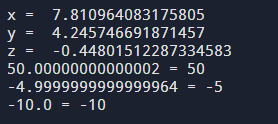 x =  7.810964083175805
y =  4.245746691871457
z =  -0.44801512287334583
50.00000000000002 = 50
-4.9999999999999964 = -5
-10.0 = -10